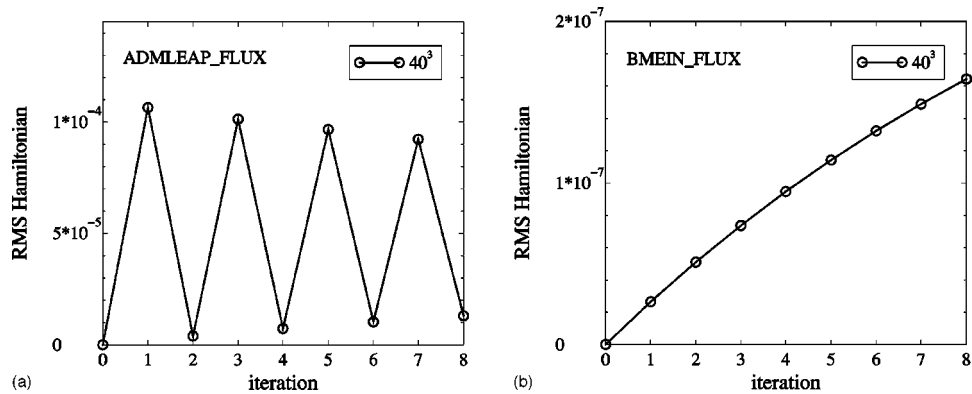 ADMLEAP_FLUX
40³
RMS Hamiltonian
1*10⁻⁴
5*10⁻⁵
0
0 1 2 3 4 5 6 7 8
iteration
(a)
2*10⁻⁷
BMEIN_FLUX
40³
RMS Hamiltonian
1*10⁻⁷
0
0 1 2 3 4 5 6 7 8
iteration
(b)